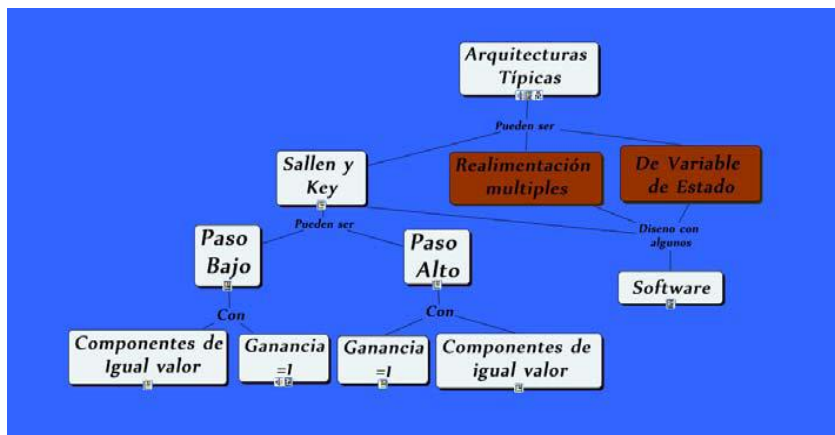 Arquitecturas
Típicas
Pueden ser
Sallen y
Key
Realimentación
multiples
De Variable
de Estado
Pueden ser
Diseno con
algunos
Paso
Bajo
Paso
Alto
Software
Con
Con
Componentes de
Igual valor
Ganancia
=1
Ganancia
=1
Componentes de
igual valor